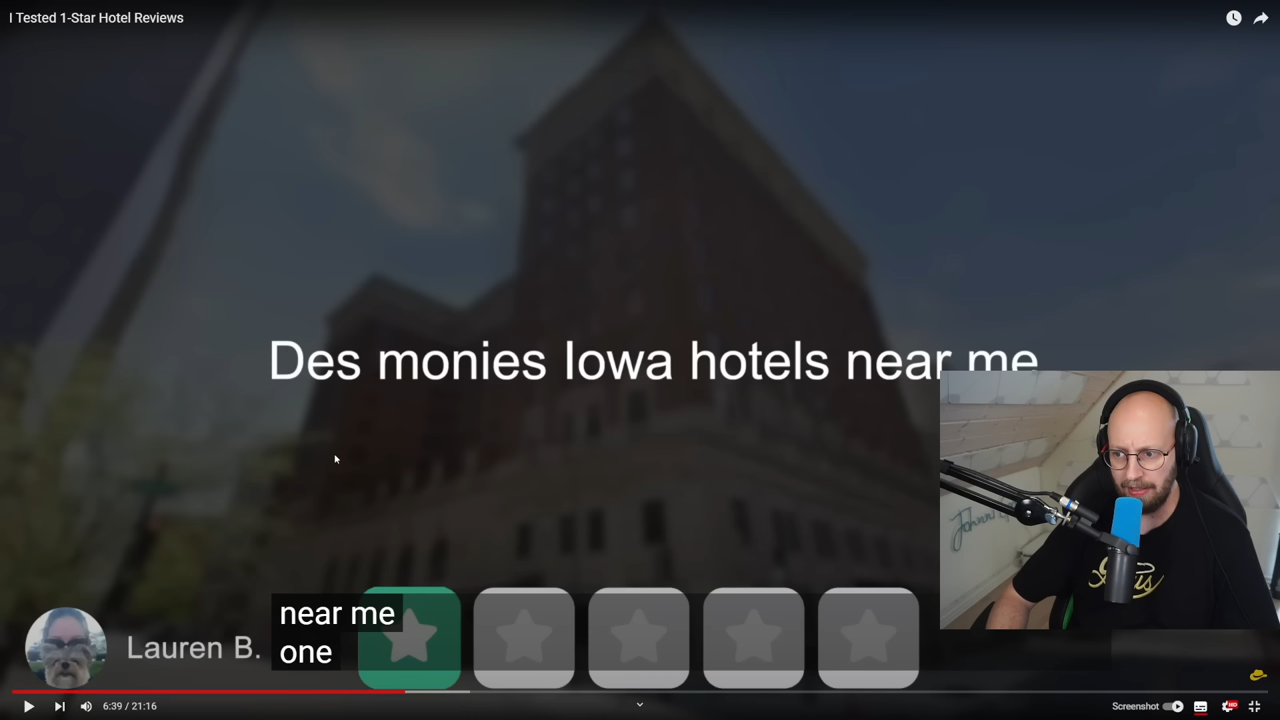 I Tested 1-Star Hotel Reviews
Des monies Iowa hotels near me
near me
one
Lauren B.
6:39 / 21:16
Screenshot
HD